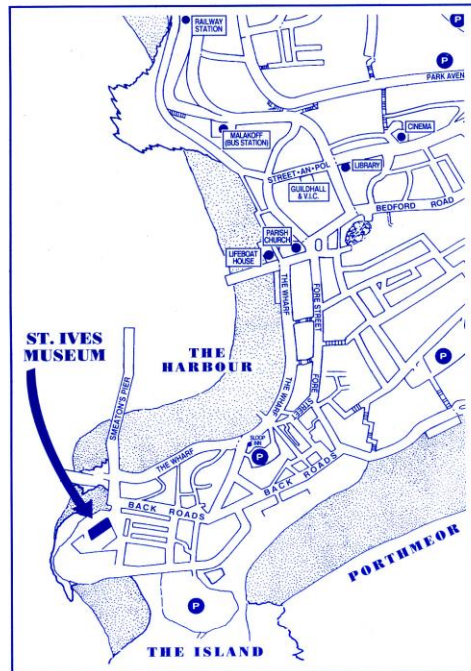 RAILWAY
STATION
P
P
PARK AVEN
MALAKOFF
(BUS STATION)
CINEMA
STREET-AN-POL
LIBRARY
GUILDHALL
& V.I.C.
BEDFORD ROAD
PARISH
CHURCH
LIFEBOAT
HOUSE
THE WHARF
FORE STREET
ST. IVES
MUSEUM
THE
HARBOUR
SMEATON'S PIER
P
THE WHARF
FORE
STREET
SLOOP
INN
P
THE WHARF
BACK ROADS
BACK ROADS
PORTHMEOR
P
THE ISLAND